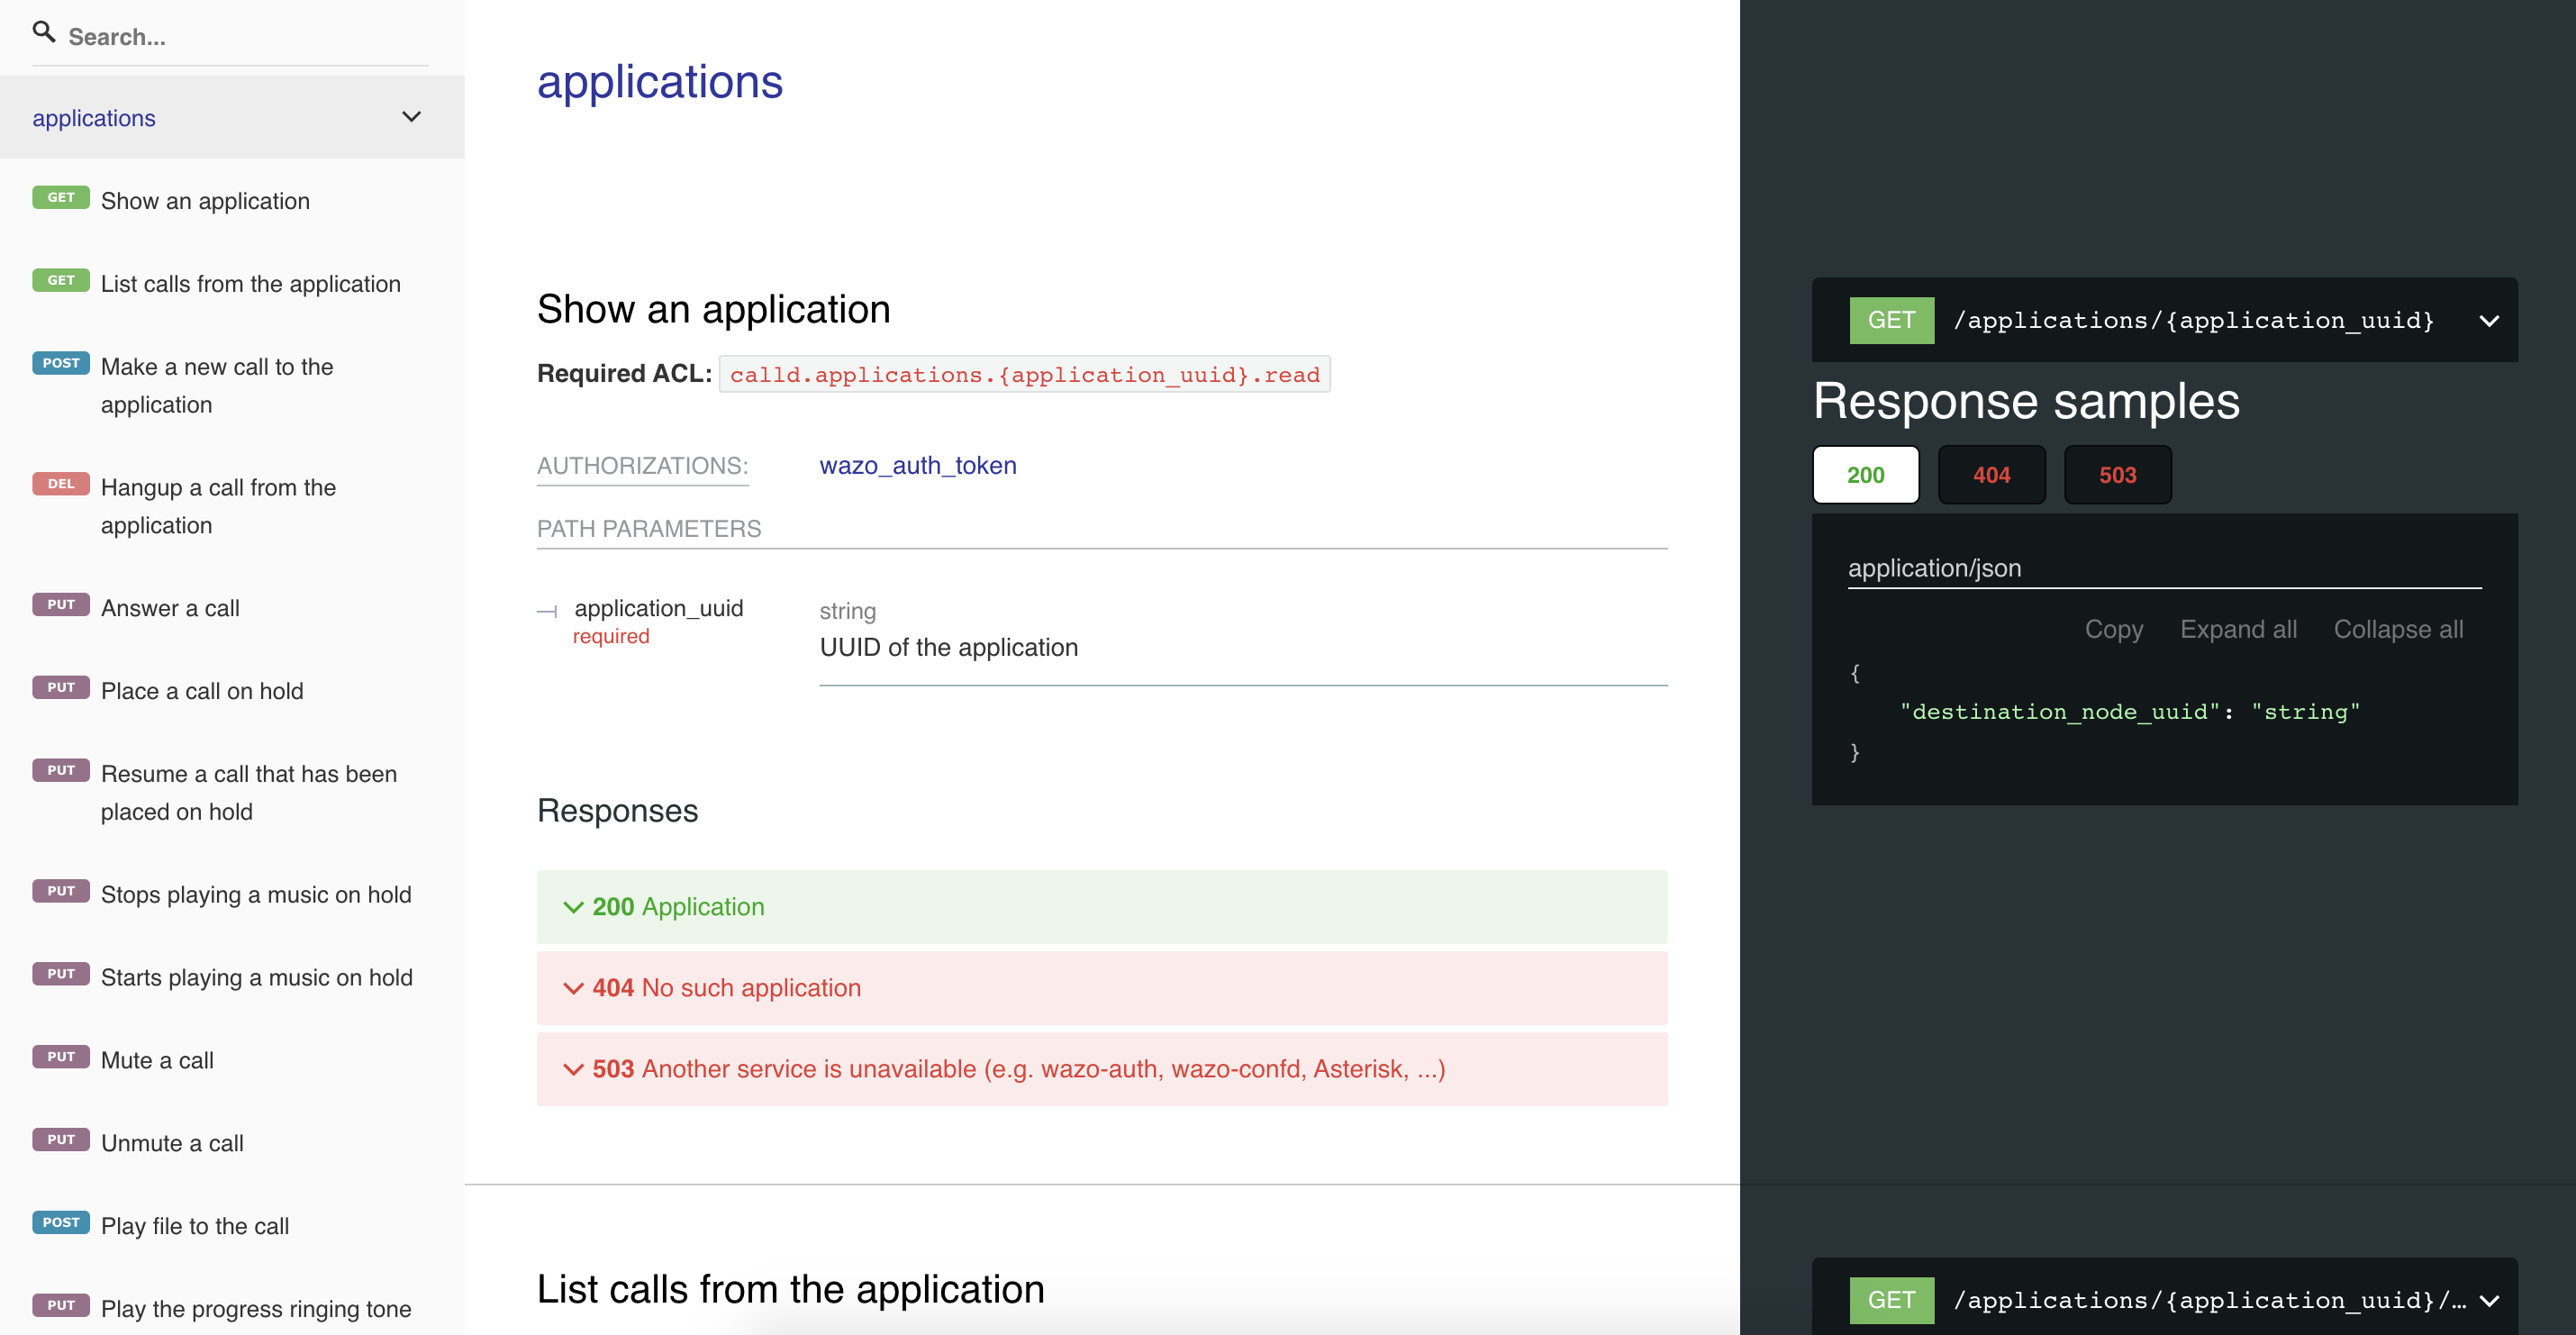 Search...
applications
GET Show an application
GET List calls from the application
POST Make a new call to the
application
DEL Hangup a call from the
application
PUT Answer a call
PUT Place a call on hold
PUT Resume a call that has been
placed on hold
PUT Stops playing a music on hold
PUT Starts playing a music on hold
PUT Mute a call
PUT Unmute a call
POST Play file to the call
PUT Play the progress ringing tone
applications
Show an application
Required ACL: calld.applications.{application_uuid}.read
AUTHORIZATIONS: wazo_auth_token
PATH PARAMETERS
application_uuid
required
string
UUID of the application
Responses
200 Application
404 No such application
503 Another service is unavailable (e.g. wazo-auth, wazo-confd, Asterisk, ...)
List calls from the application
GET /applications/{application_uuid}
Response samples
200 404 503
application/json
Copy Expand all Collapse all
{
"destination_node_uuid": "string"
}
GET /applications/{application_uuid}/…